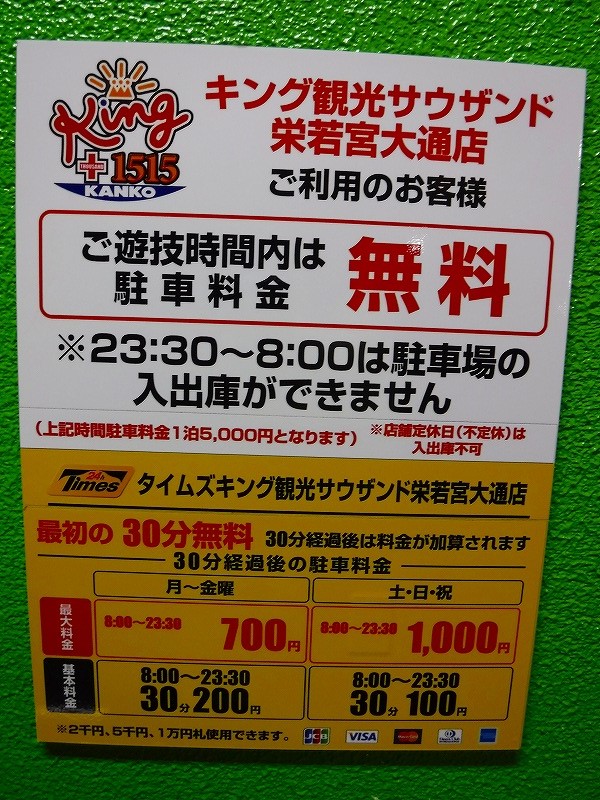 King
THOUSAND
1515
KANKO
キング観光サウザンド
栄若宮大通店
ご利用のお客様
ご遊技時間内は
駐車料金
無料
※23:30〜8:00は駐車場の
入出庫ができません
(上記時間駐車料金1泊5,000円となります)
※店舗定休日(不定休)は
入出庫不可
24h
Times
タイムズキング観光サウザンド栄若宮大通店
最初の 30分無料 30分経過後は料金が加算されます
30分経過後の駐車料金
月〜金曜 土・日・祝
最大料金 8:00〜23:30 700円 8:00〜23:30 1,000円
基本料金 8:00〜23:30 8:00〜23:30
30分200円 30分100円
※2千円、5千円、1万円札使用できます。 JCB VISA MasterCard